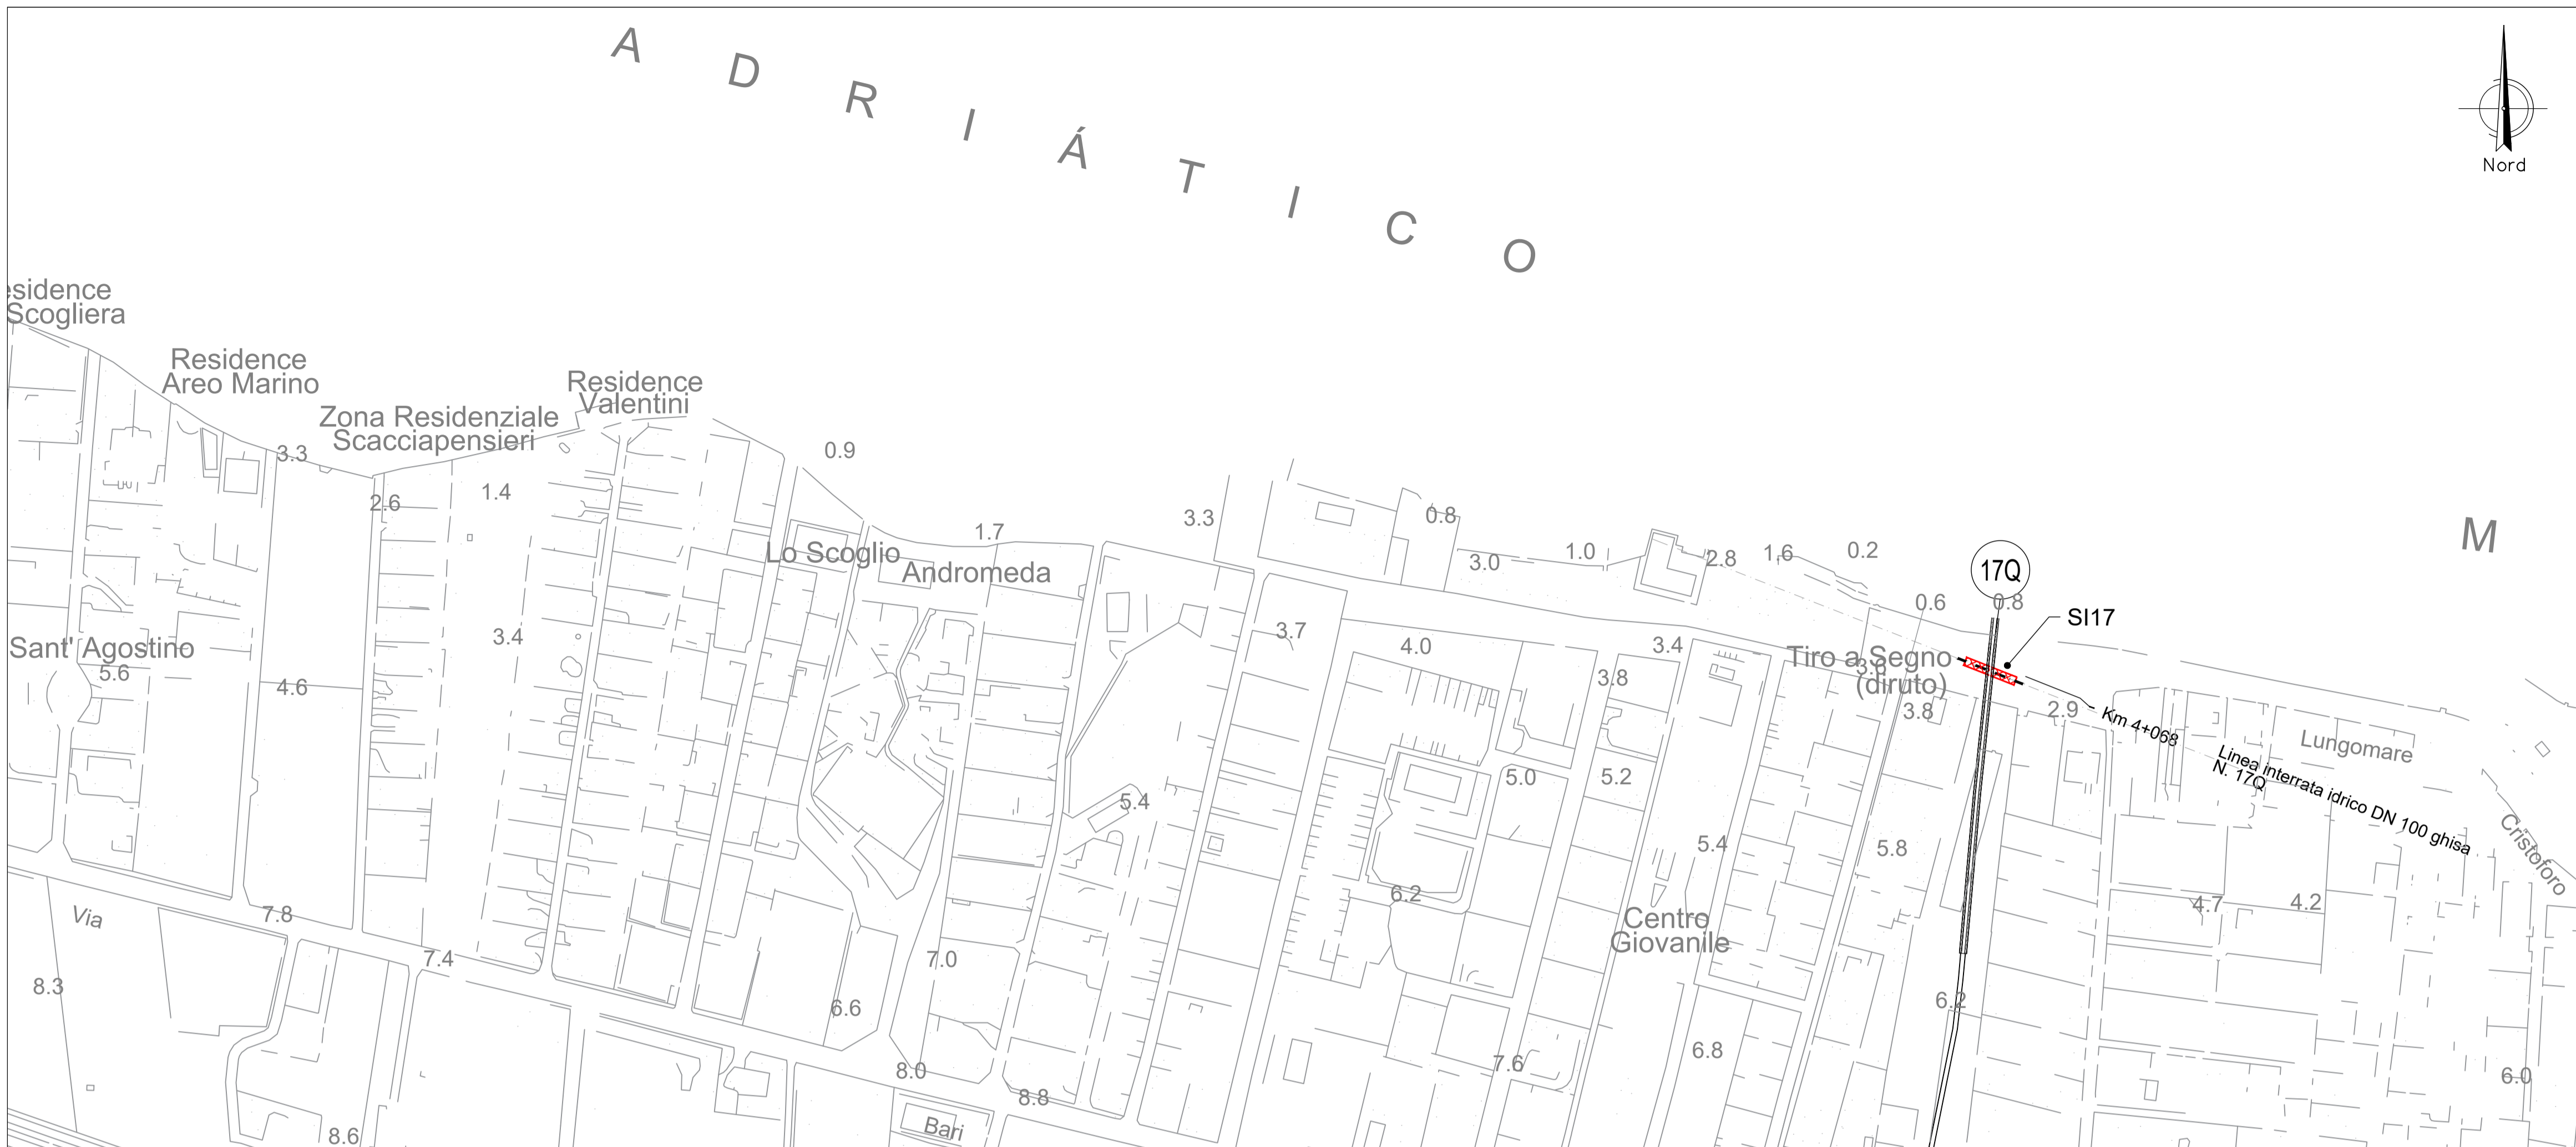 A D R I Á T I C O
Nord
Scogliera
Residence
Areo Marino
Zona Residenziale
Scacciapensieri
Residence
Valentini
3.3
2.6
1.4
0.9
1.7
3.3
0.8
3.0
1.0
2.8
1.6
0.2
M
17Q
0.6
0.8
SI17
Lo Scoglio
Andromeda
Sant' Agostino
5.6
4.6
3.4
3.7
4.0
3.8
3.4
Tiro a Segno
(diruto)
3.6
3.8
2.9
Km 4+068
Linea interrata idrico DN 100 ghisa
N. 17Q
Lungomare
Cristoforo
5.4
5.0
5.2
5.4
5.8
6.2
4.7
4.2
Centro
Giovanile
Via
7.8
7.4
8.3
7.0
6.6
6.2
8.0
8.8
7.6
6.8
6.0
Bari
8.6